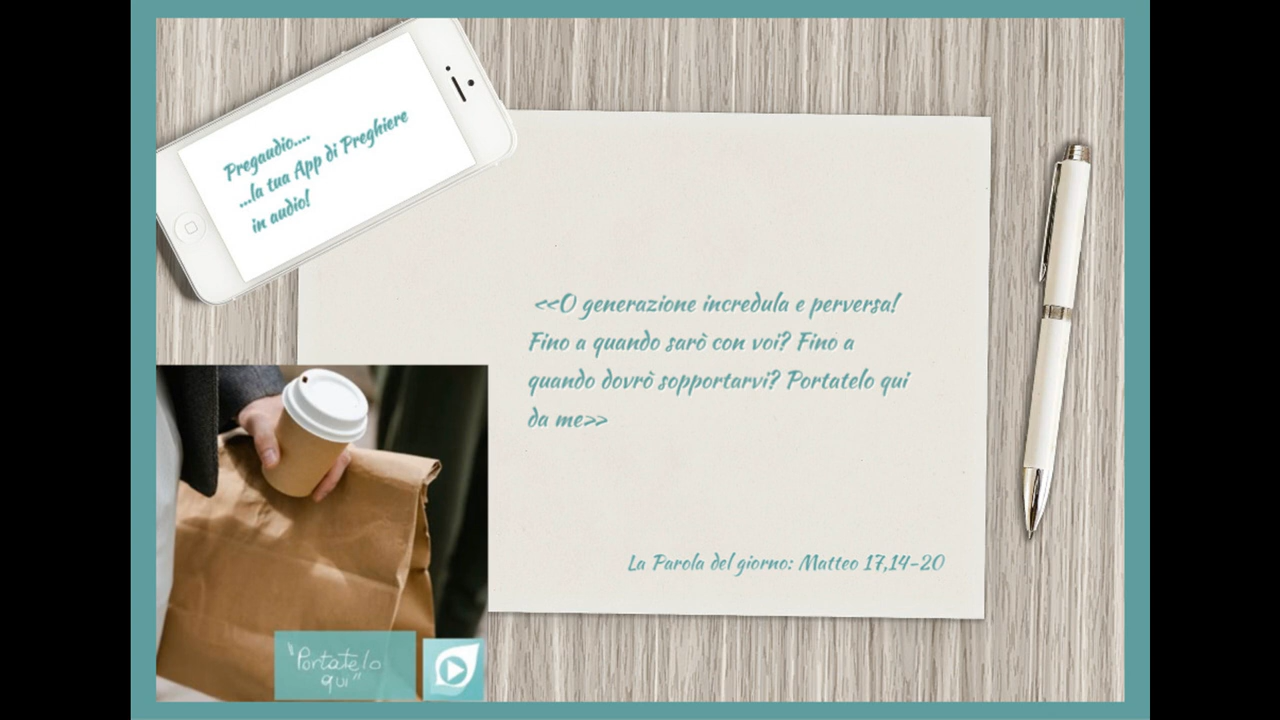 Pregaudio....
...la tua App di Preghiere
in audio!
<<O generazione incredula e perversa!
Fino a quando sarò con voi? Fino a
quando dovrò sopportarvi? Portatelo qui
da me>>
La Parola del giorno: Matteo 17,14-20
"Portatelo
qui"